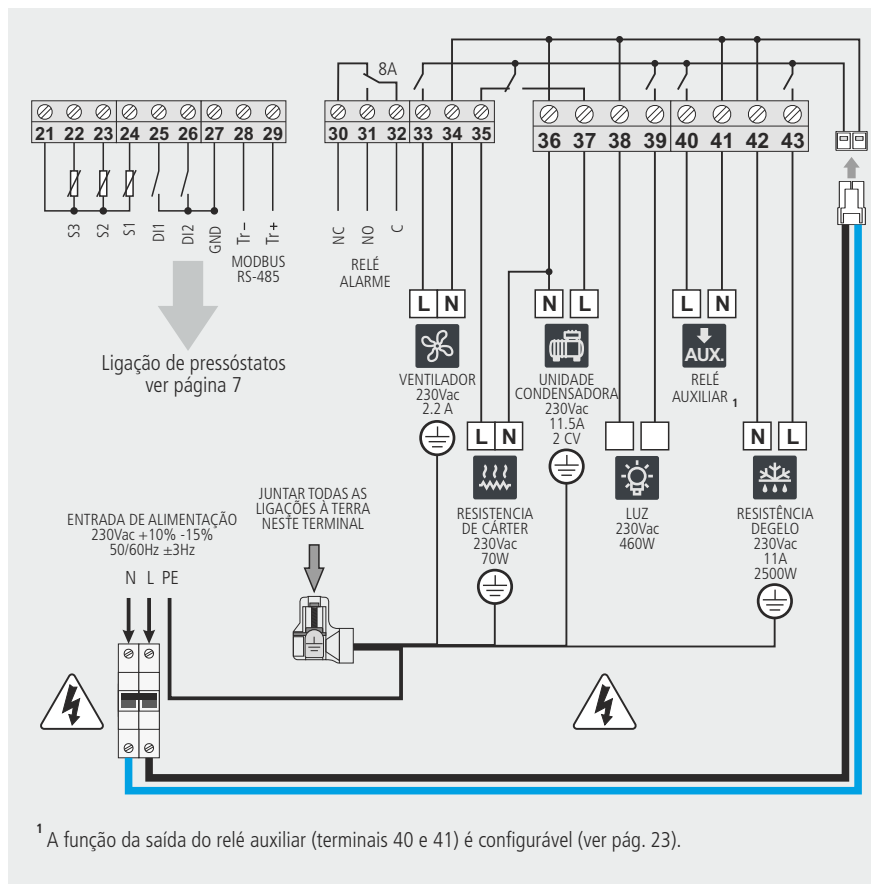 8A
21 22 23 24 25 26 27 28 29
30 31 32 33 34 35
36 37 38 39 40 41 42 43
S3 S2 S1 DI1 DI2 GND Tr− Tr+
MODBUS
RS-485
NC NO C
RELÉ
ALARME
Ligação de pressóstatos
ver página 7
L N
VENTILADOR
230Vac
2.2 A
N L
UNIDADE
CONDENSADORA
230Vac
11.5A
2 CV
L N
AUX.
RELÉ
AUXILIAR 1
L N
RESISTENCIA
DE CÁRTER
230Vac
70W
LUZ
230Vac
460W
N L
RESISTÊNCIA
DEGELO
230Vac
11A
2500W
JUNTAR TODAS AS
LIGAÇÕES À TERRA
NESTE TERMINAL
ENTRADA DE ALIMENTAÇÃO
230Vac +10% -15%
50/60Hz ±3Hz
N L PE
1 A função da saída do relé auxiliar (terminais 40 e 41) é configurável (ver pág. 23).